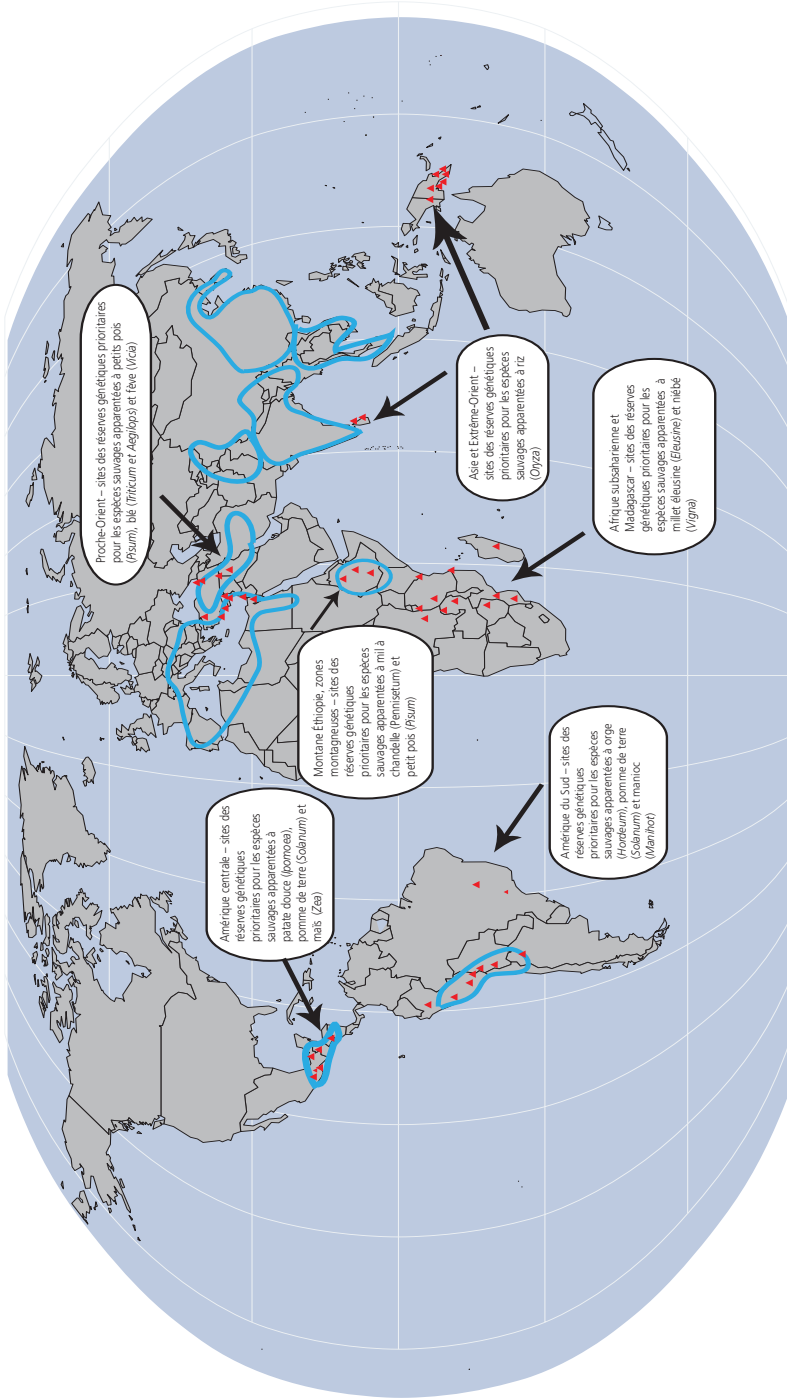 Amérique centrale – sites des
réserves génétiques
prioritaires pour les espèces
sauvages apparentées à
patate douce (Ipomoea),
pomme de terre (Solanum) et
maïs (Zea)
Amérique du Sud – sites des
réserves génétiques
prioritaires pour les espèces
sauvages apparentées à orge
(Hordeum), pomme de terre
(Solanum) et manioc
(Manihot)
Montane Éthiopie, zones
montagneuses – sites des
réserves génétiques
prioritaires pour les espèces
sauvages apparentées à mil à
chandelle (Pennisetum) et
petit pois (Pisum)
Proche-Orient – sites des réserves génétiques prioritaires
pour les espèces sauvages apparentées à petits pois
(Pisum), blé (Triticum et Aegilops) et fève (Vicia)
Asie et Extrême-Orient –
sites des réserves génétiques
prioritaires pour les espèces
sauvages apparentées à riz
(Oryza)
Afrique subsaharienne et
Madagascar – sites des réserves
génétiques prioritaires pour les
espèces sauvages apparentées à
millet éleusine (Eleusine) et niébé
(Vigna)